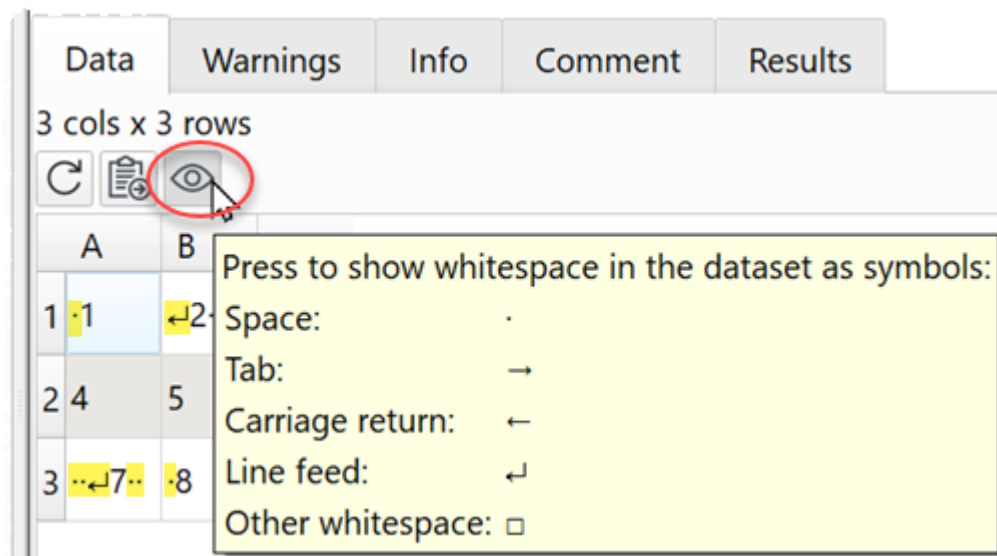 Data Warnings Info Comment Results
3 cols x 3 rows
A B
Press to show whitespace in the dataset as symbols:
1 ·1 ↵2·
Space: ·
Tab: →
2 4 5
Carriage return: ←
Line feed: ↵
3 ··↵7·· ·8
Other whitespace: □